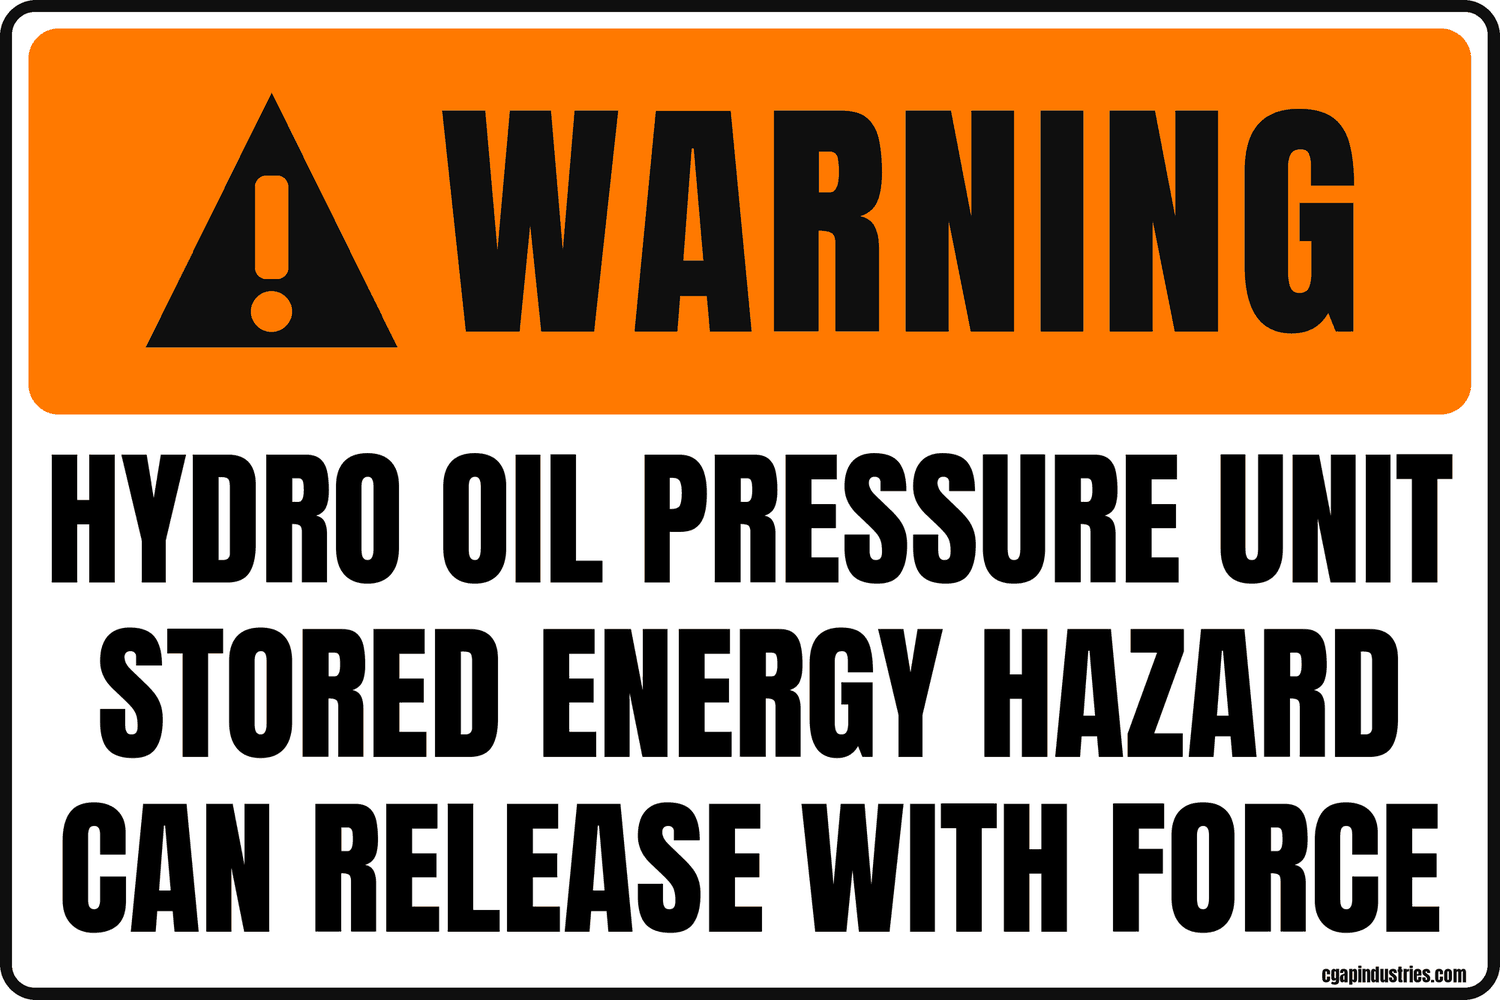 WARNING
HYDRO OIL PRESSURE UNIT
STORED ENERGY HAZARD
CAN RELEASE WITH FORCE
cgapindustries.com